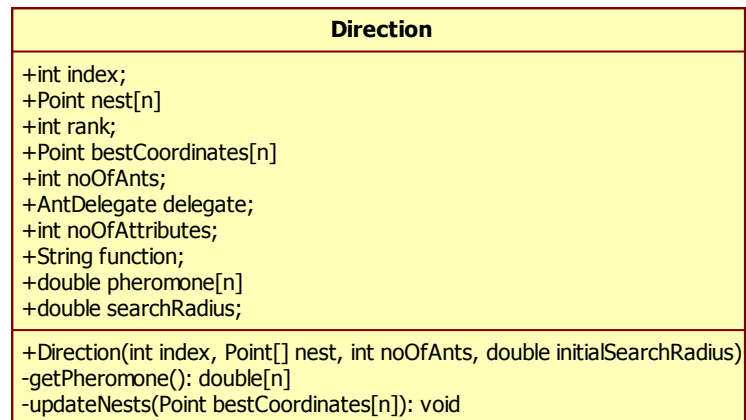 Direction
+int index;
+Point nest[n]
+int rank;
+Point bestCoordinates[n]
+int noOfAnts;
+AntDelegate delegate;
+int noOfAttributes;
+String function;
+double pheromone[n]
+double searchRadius;
+Direction(int index, Point[] nest, int noOfAnts, double initialSearchRadius)
-getPheromone(): double[n]
-updateNests(Point bestCoordinates[n]): void